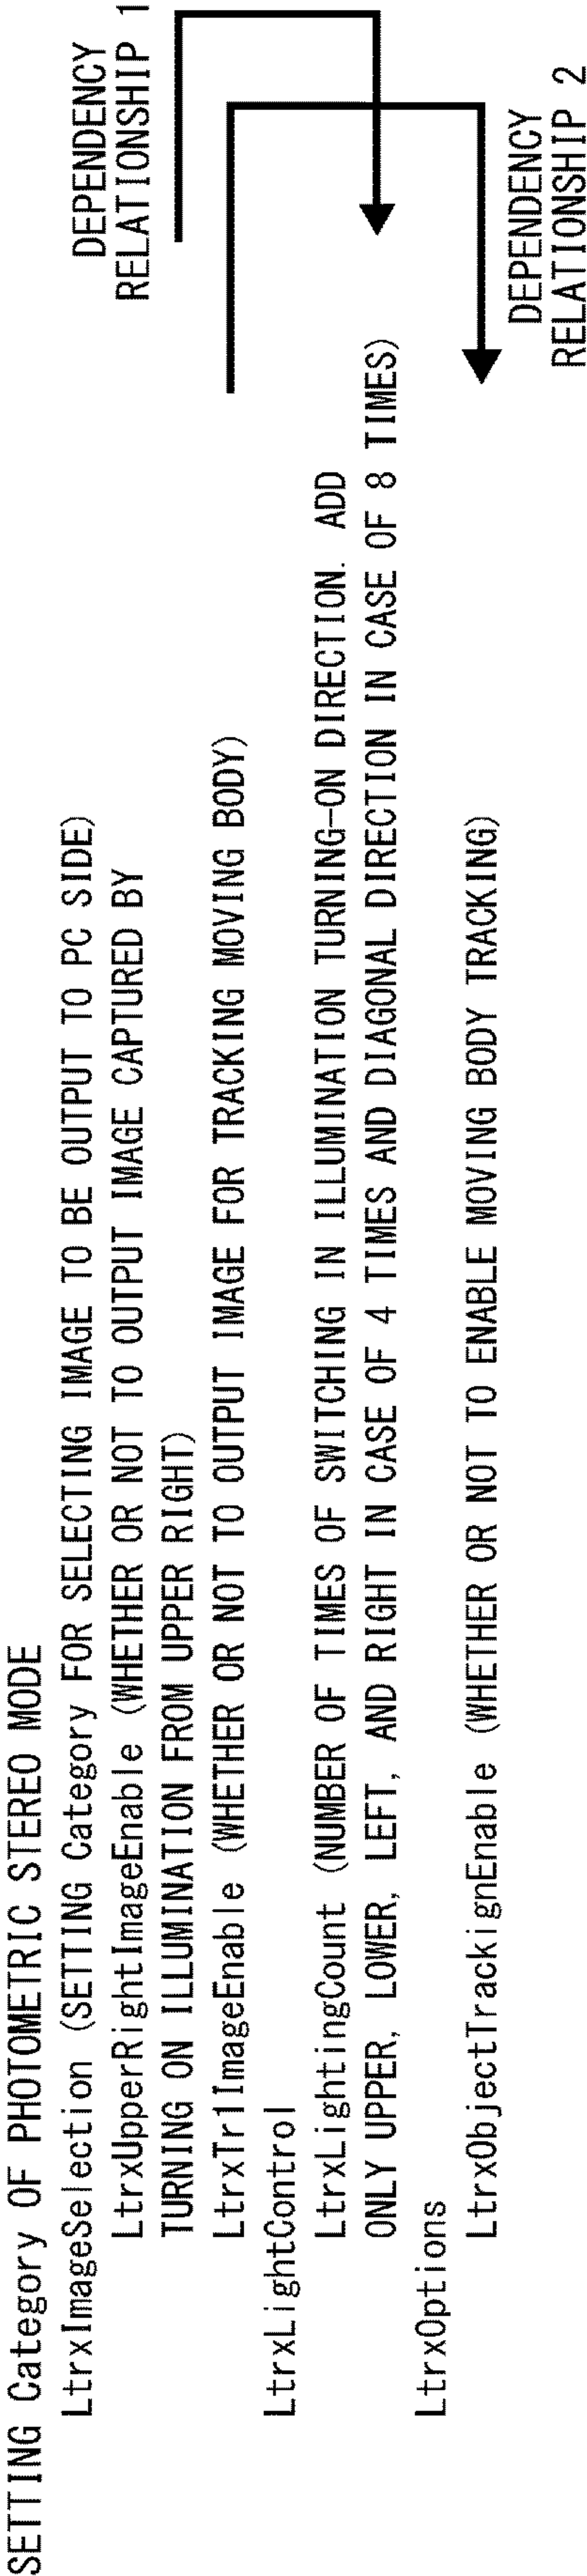 SETTING Category OF PHOTOMETRIC STEREO MODE
LtrxImageSelection (SETTING Category FOR SELECTING IMAGE TO BE OUTPUT TO PC SIDE)
LtrxUpperRightImageEnable (WHETHER OR NOT TO OUTPUT IMAGE CAPTURED BY
TURNING ON ILLUMINATION FROM UPPER RIGHT)
LtrxTr1ImageEnable (WHETHER OR NOT TO OUTPUT IMAGE FOR TRACKING MOVING BODY)
LtrxLightControl
LtrxLightingCount (NUMBER OF TIMES OF SWITCHING IN ILLUMINATION TURNING-ON DIRECTION. ADD
ONLY UPPER, LOWER, LEFT, AND RIGHT IN CASE OF 4 TIMES AND DIAGONAL DIRECTION IN CASE OF 8 TIMES)
LtrxOptions
LtrxObjectTrackignEnable (WHETHER OR NOT TO ENABLE MOVING BODY TRACKING)
DEPENDENCY
RELATIONSHIP 1
DEPENDENCY
RELATIONSHIP 2